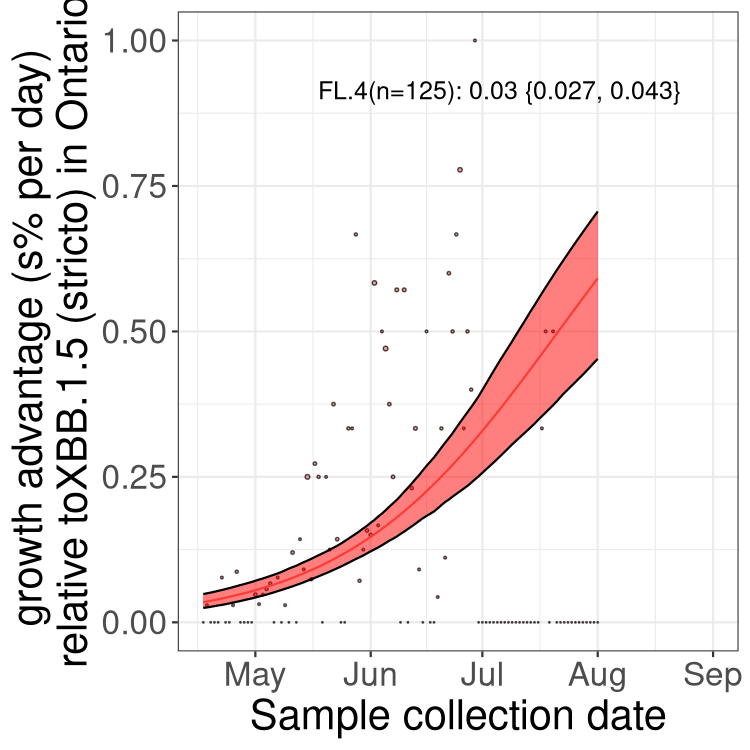 growth advantage (s% per day)
relative toXBB.1.5 (stricto) in Ontario
1.00
0.75
0.50
0.25
0.00
FL.4(n=125): 0.03 {0.027, 0.043}
May
Jun
Jul
Aug
Sep
Sample collection date